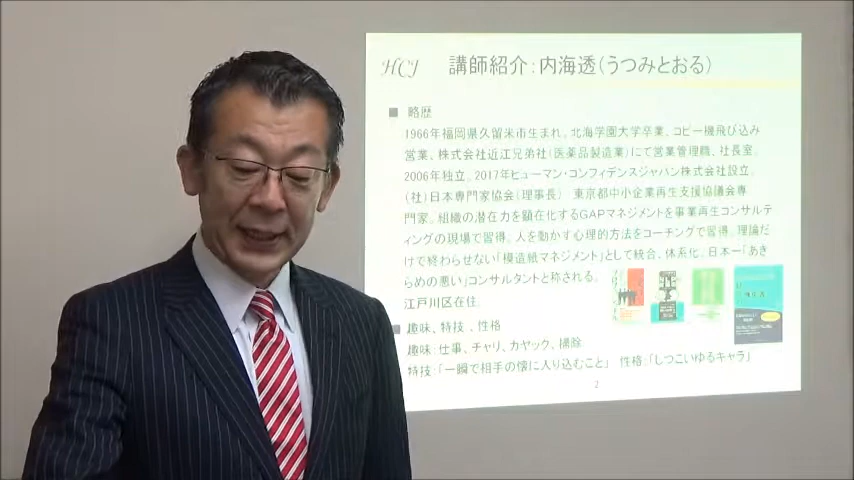 HCJ 講師紹介:内海透(うつみとおる)
■ 略歴
1966年福岡県久留米市生まれ。北海学園大学卒業、コピー機飛び込み
営業、株式会社近江兄弟社(医薬品製造業)にて営業管理職、社長室。
2006年独立。2017年ヒューマン・コンフィデンスジャパン株式会社設立。
(社)日本専門家協会(理事長) 東京都中小企業再生支援協議会専
門家。組織の潜在力を顕在化するGAPマネジメントを事業再生コンサルテ
ィングの現場で習得。人を動かす心理的方法をコーチングで習得。理論だ
けで終わらせない「模造紙マネジメント」として統合、体系化。日本一「あき
らめの悪い」コンサルタントと称される。
江戸川区在住
■ 趣味、特技 、性格
趣味:仕事、チャリ、カヤック、掃除
特技:「一瞬で相手の懐に入り込むこと」 性格:「しつこいゆるキャラ」
2